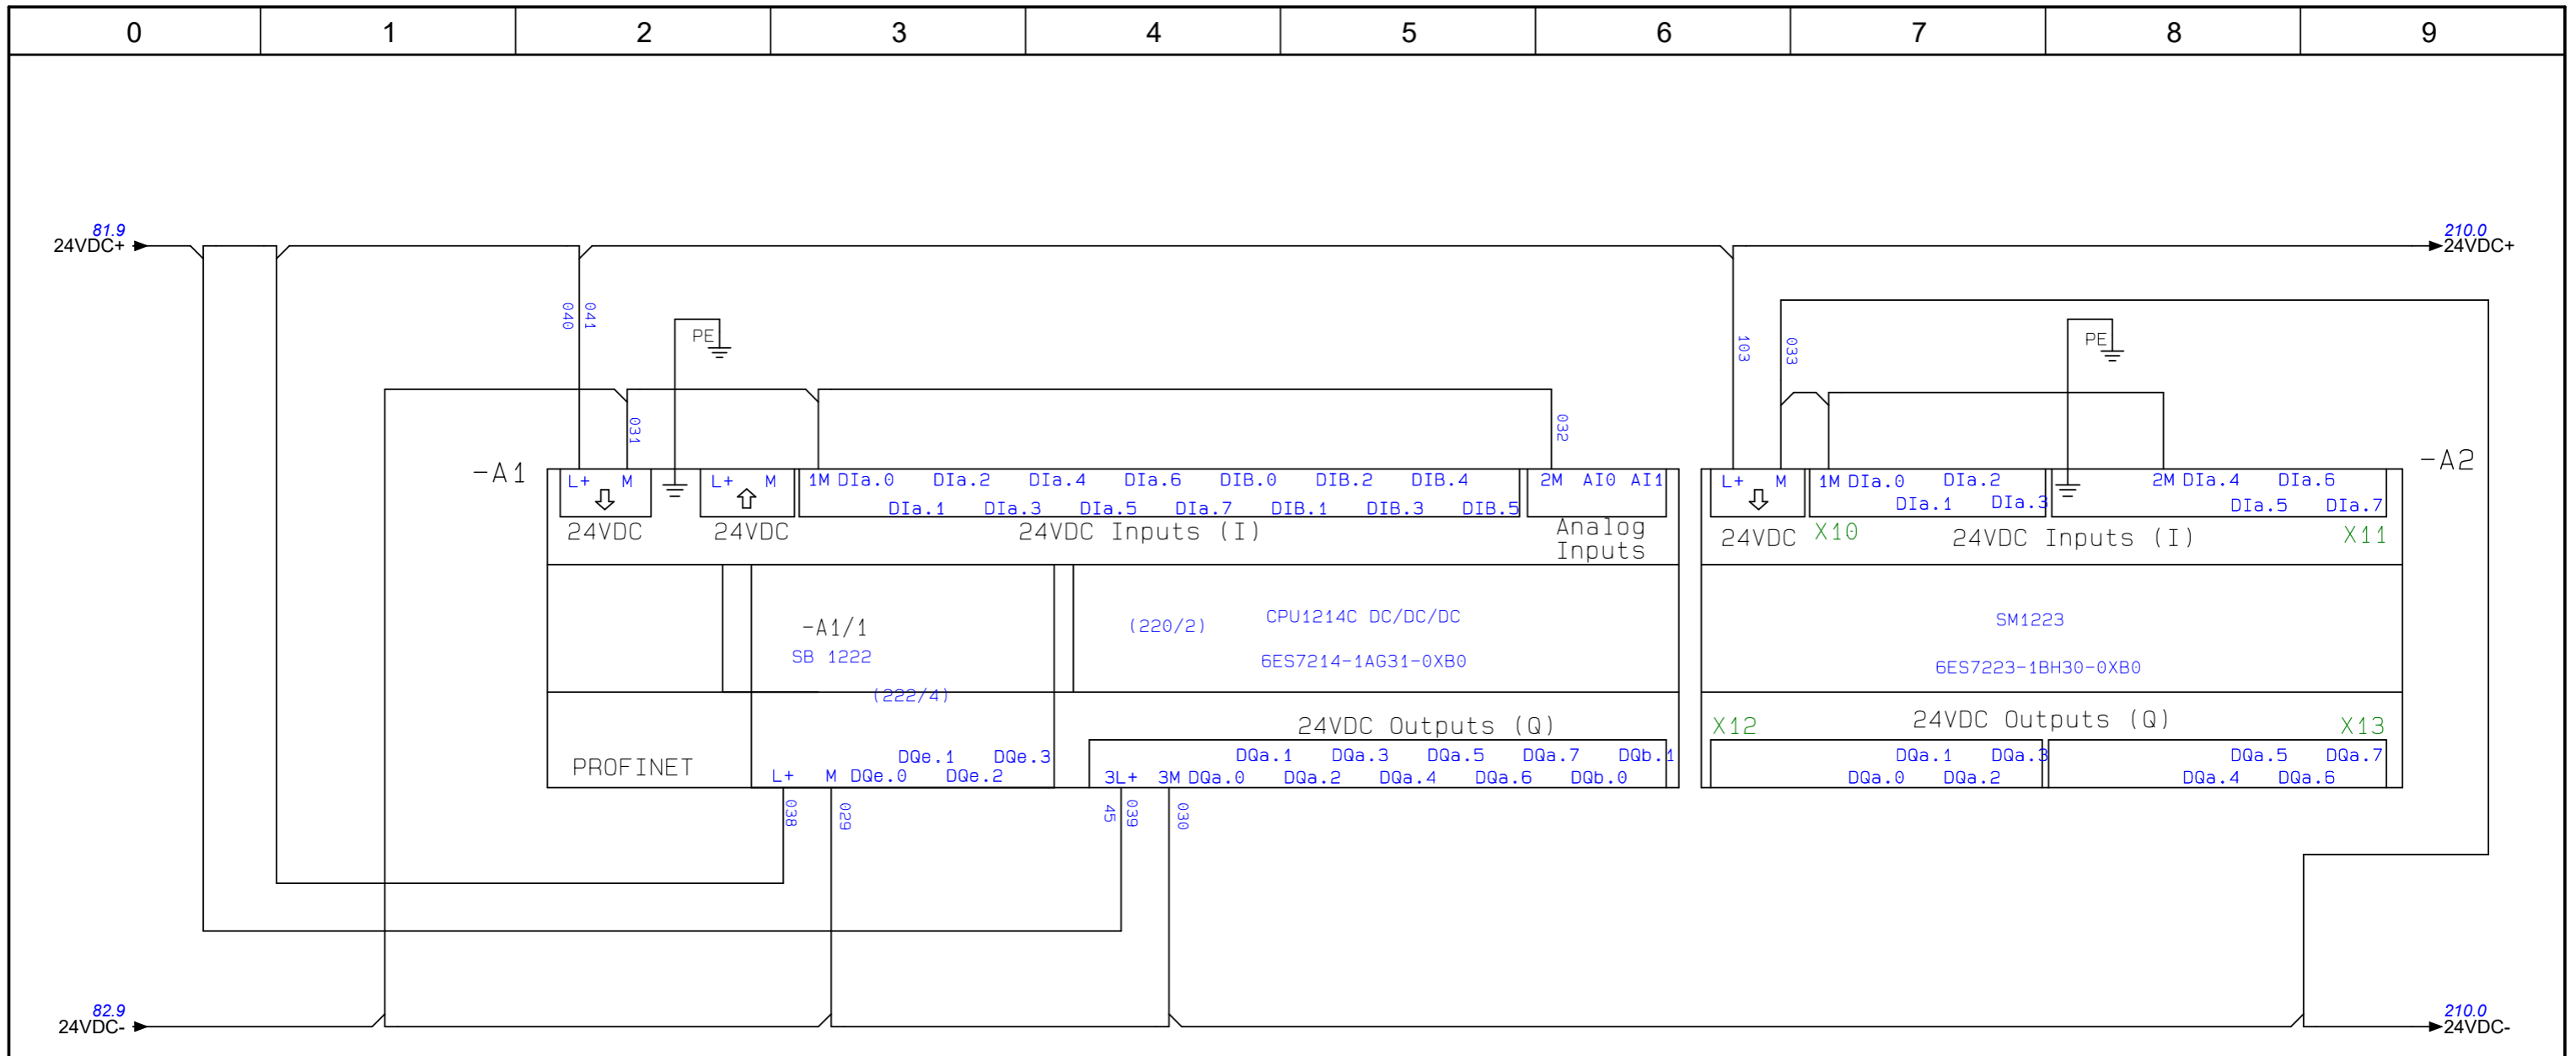 0 1 2 3 4 5 6 7 8 9
81.9 210.0
24VDC+ 24VDC+
040 041 PE 103 033 PE
031 032
-A1 -A2
L+ M L+ M 1M DIa.0 DIa.2 DIa.4 DIa.6 DIB.0 DIB.2 DIB.4 2M AI0 AI1 L+ M 1M DIa.0 DIa.2 2M DIa.4 DIa.6
DIa.1 DIa.3 DIa.5 DIa.7 DIB.1 DIB.3 DIB.5 DIa.1 DIa.3 DIa.5 DIa.7
24VDC 24VDC 24VDC Inputs (I) Analog 24VDC X10 24VDC Inputs (I) X11
Inputs
-A1/1 (220/2) CPU1214C DC/DC/DC SM1223
SB 1222 6ES7214-1AG31-0XB0 6ES7223-1BH30-0XB0
(222/4)
24VDC Outputs (Q) X12 24VDC Outputs (Q) X13
DQe.1 DQe.3 DQa.1 DQa.3 DQa.5 DQa.7 DQb.1 DQa.1 DQa.3 DQa.5 DQa.7
PROFINET L+ M DQe.0 DQe.2 3L+ 3M DQa.0 DQa.2 DQa.4 DQa.6 DQb.0 DQa.0 DQa.2 DQa.4 DQa.6
038 029 45 039 030
82.9 210.0
24VDC- 24VDC-